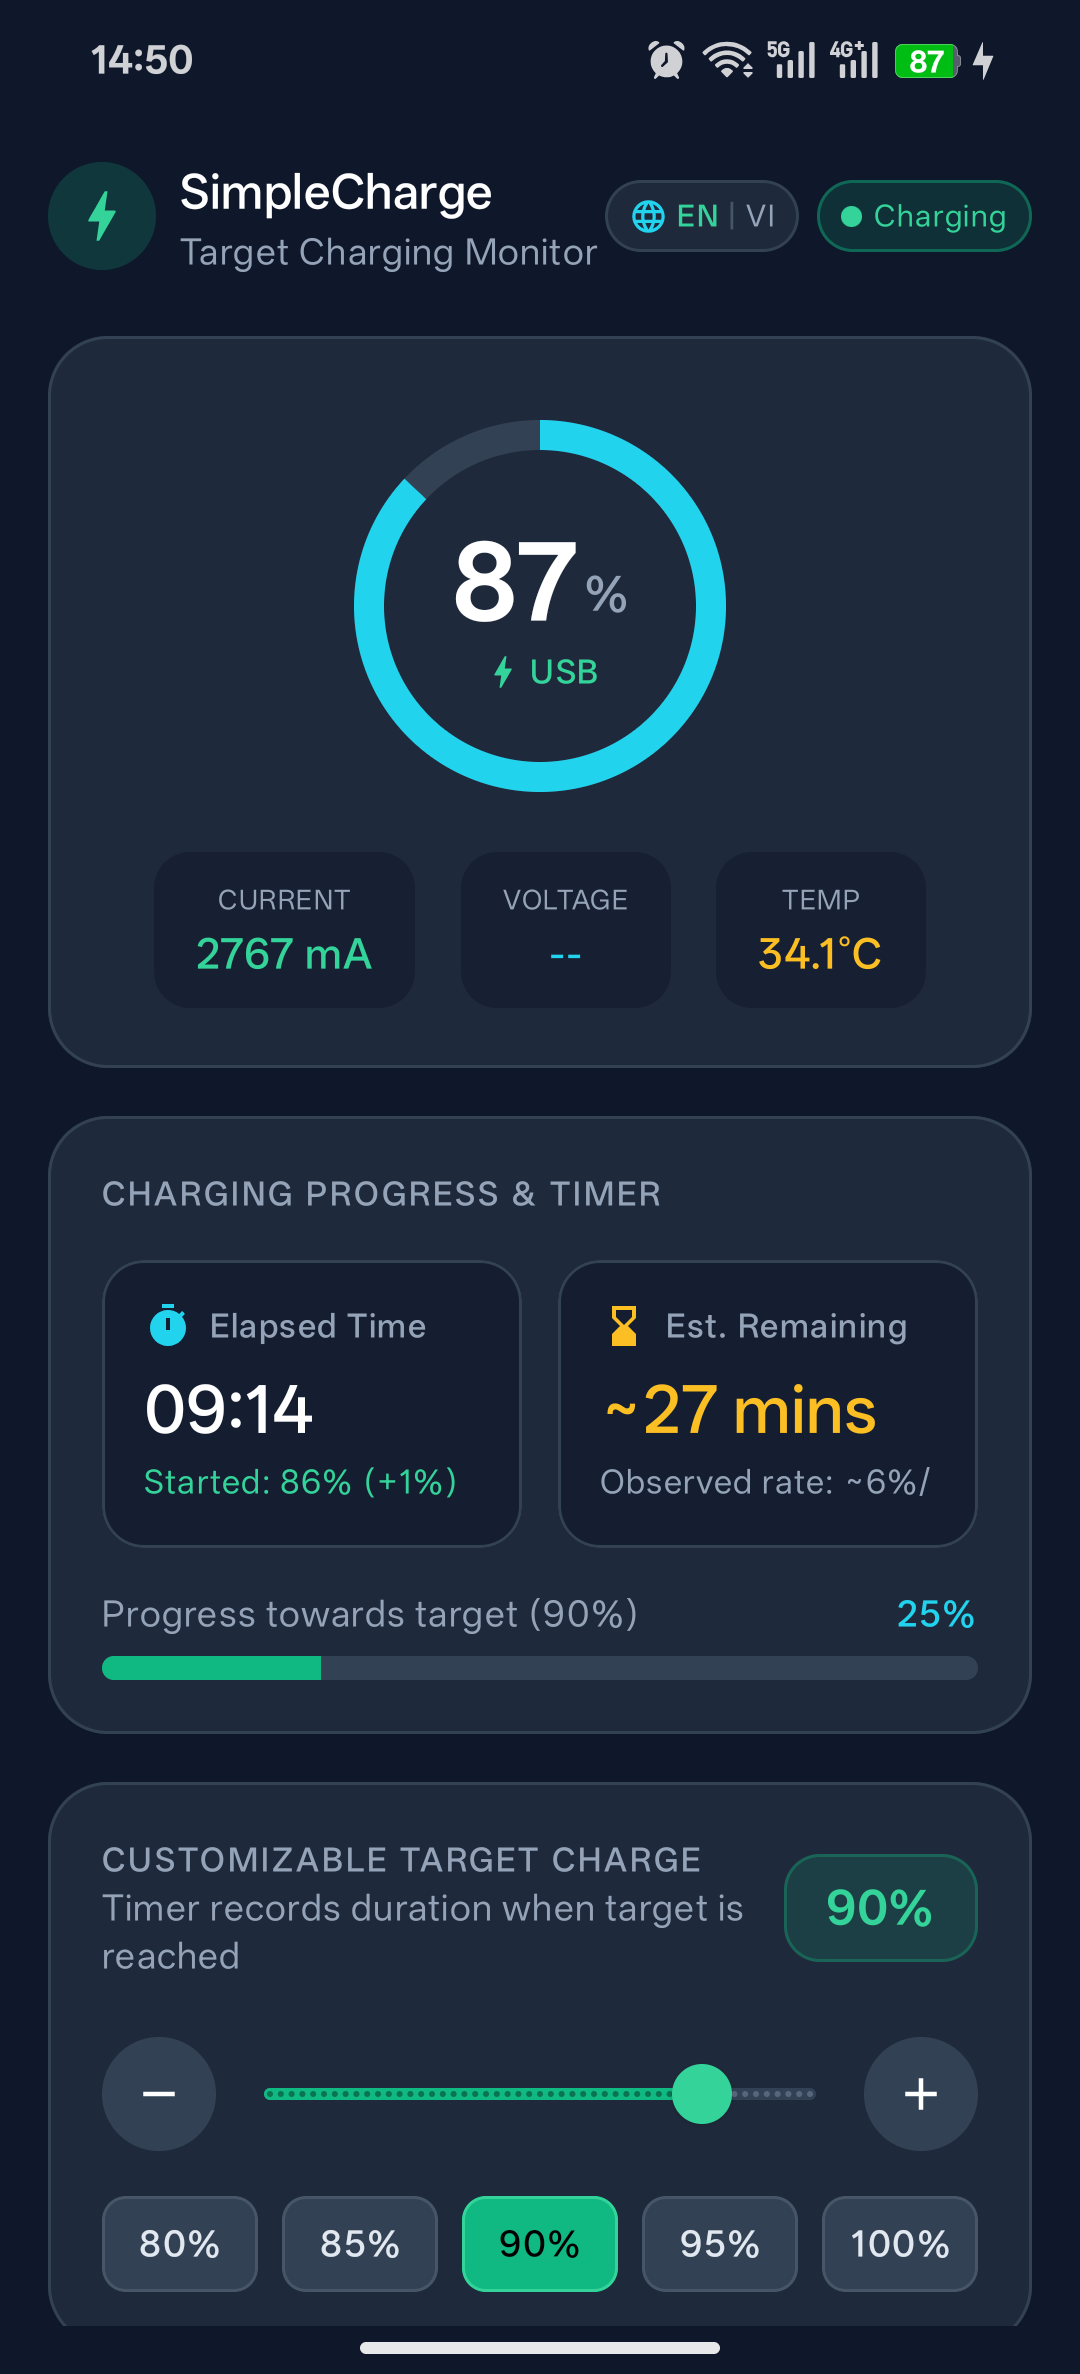 14:50
5G 4G+ 87
SimpleCharge
Target Charging Monitor
EN | VI
Charging
87%
USB
CURRENT
2767 mA
VOLTAGE
--
TEMP
34.1°C
CHARGING PROGRESS & TIMER
Elapsed Time
09:14
Started: 86% (+1%)
Est. Remaining
~27 mins
Observed rate: ~6%/
Progress towards target (90%)
25%
CUSTOMIZABLE TARGET CHARGE
Timer records duration when target is
reached
90%
− +
80% 85% 90% 95% 100%